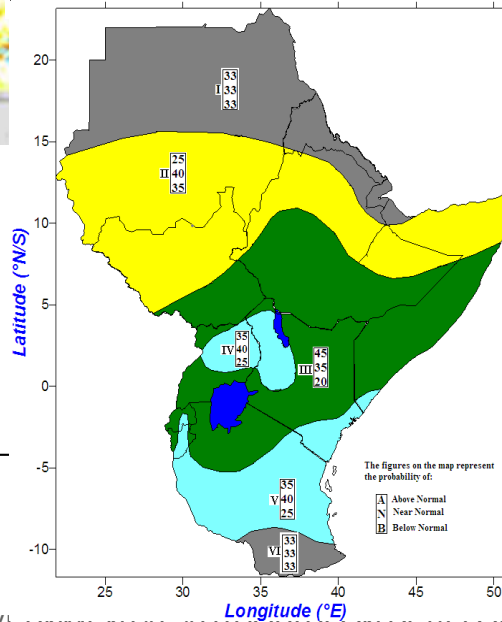 20
15
10
5
0
-5
-10
Latitude (°N/S)
I
33
33
33
II
25
40
35
IV
35
40
25
III
45
35
20
V
35
40
25
VI
33
33
33
The figures on the map represent
the probability of:
A Above Normal
N Near Normal
B Below Normal
25 30 35 40 45 50
Longitude (°E)